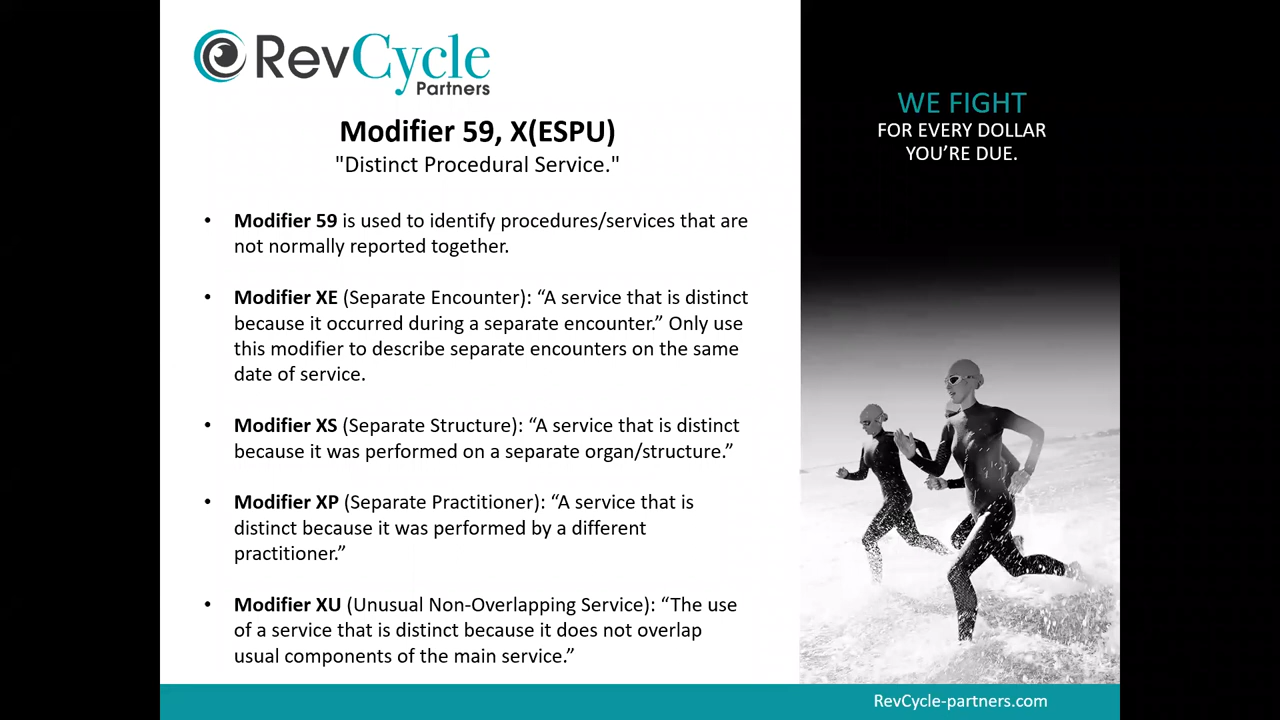 RevCycle
Partners
Modifier 59, X(ESPU)
"Distinct Procedural Service."
• Modifier 59 is used to identify procedures/services that are
not normally reported together.
• Modifier XE (Separate Encounter): “A service that is distinct
because it occurred during a separate encounter.” Only use
this modifier to describe separate encounters on the same
date of service.
• Modifier XS (Separate Structure): “A service that is distinct
because it was performed on a separate organ/structure.”
• Modifier XP (Separate Practitioner): “A service that is
distinct because it was performed by a different
practitioner.”
• Modifier XU (Unusual Non-Overlapping Service): “The use
of a service that is distinct because it does not overlap
usual components of the main service.”
WE FIGHT
FOR EVERY DOLLAR
YOU’RE DUE.
RevCycle-partners.com